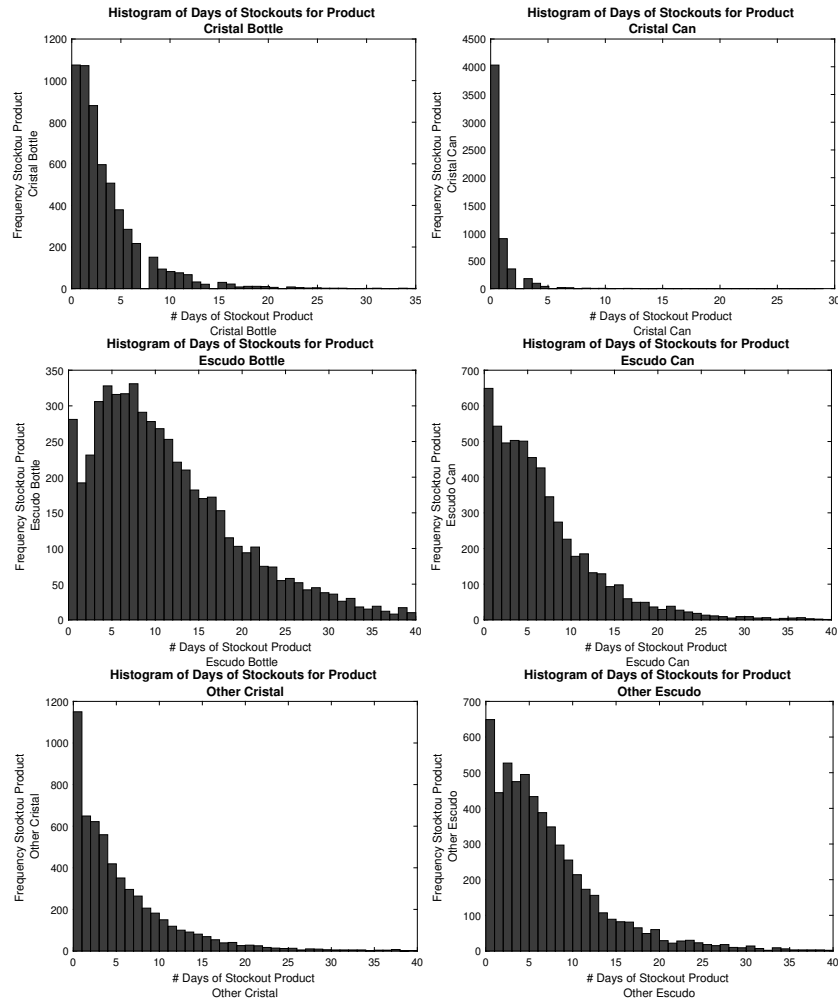 Histogram of Days of Stockouts for Product
Cristal Bottle
1200
1000
800
600
400
200
0
Frequency Stocktou Product
Cristal Bottle
0 5 10 15 20 25 30 35
# Days of Stockout Product
Cristal Bottle
Histogram of Days of Stockouts for Product
Cristal Can
4500
4000
3500
3000
2500
2000
1500
1000
500
0
Frequency Stocktou Product
Cristal Can
0 5 10 15 20 25 30
# Days of Stockout Product
Cristal Can
Histogram of Days of Stockouts for Product
Escudo Bottle
350
300
250
200
150
100
50
0
Frequency Stocktou Product
Escudo Bottle
0 5 10 15 20 25 30 35 40
# Days of Stockout Product
Escudo Bottle
Histogram of Days of Stockouts for Product
Escudo Can
700
600
500
400
300
200
100
0
Frequency Stocktou Product
Escudo Can
0 5 10 15 20 25 30 35 40
# Days of Stockout Product
Escudo Can
Histogram of Days of Stockouts for Product
Other Cristal
1200
1000
800
600
400
200
0
Frequency Stocktou Product
Other Cristal
0 5 10 15 20 25 30 35 40
# Days of Stockout Product
Other Cristal
Histogram of Days of Stockouts for Product
Other Escudo
700
600
500
400
300
200
100
0
Frequency Stocktou Product
Other Escudo
0 5 10 15 20 25 30 35 40
# Days of Stockout Product
Other Escudo